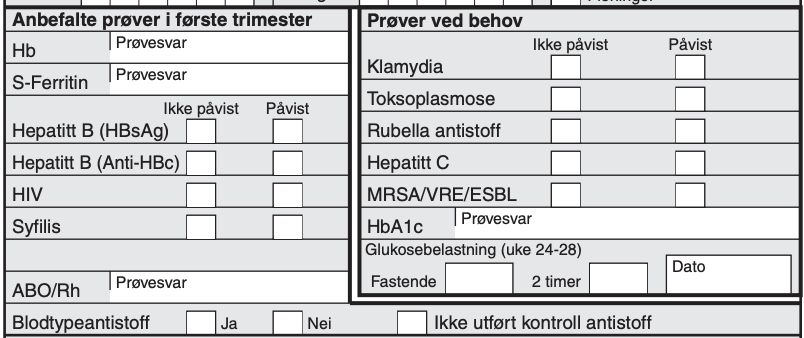 Anbefalte prøver i første trimester
Hb Prøvesvar
S-Ferritin Prøvesvar
Ikke påvist Påvist
Hepatitt B (HBsAg)
Hepatitt B (Anti-HBc)
HIV
Syfilis
ABO/Rh Prøvesvar
Prøver ved behov
Ikke påvist Påvist
Klamydia
Toksoplasmose
Rubella antistoff
Hepatitt C
MRSA/VRE/ESBL
HbA1c Prøvesvar
Glukosebelastning (uke 24-28)
Fastende 2 timer Dato
Blodtypeantistoff Ja Nei Ikke utført kontroll antistoff